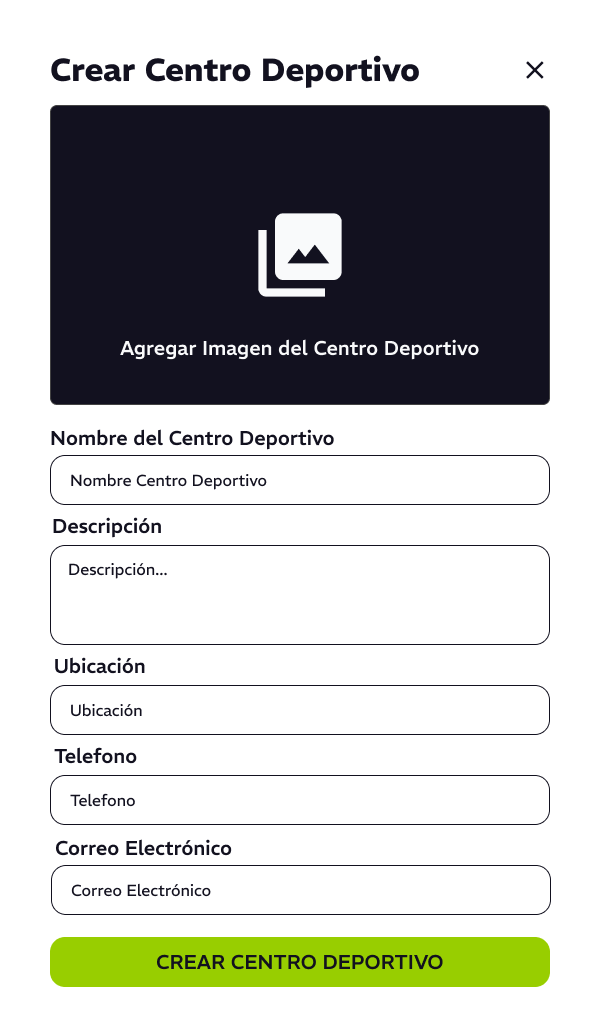 Crear Centro Deportivo
Agregar Imagen del Centro Deportivo
Nombre del Centro Deportivo
Nombre Centro Deportivo
Descripción
Descripción...
Ubicación
Ubicación
Telefono
Telefono
Correo Electrónico
Correo Electrónico
CREAR CENTRO DEPORTIVO